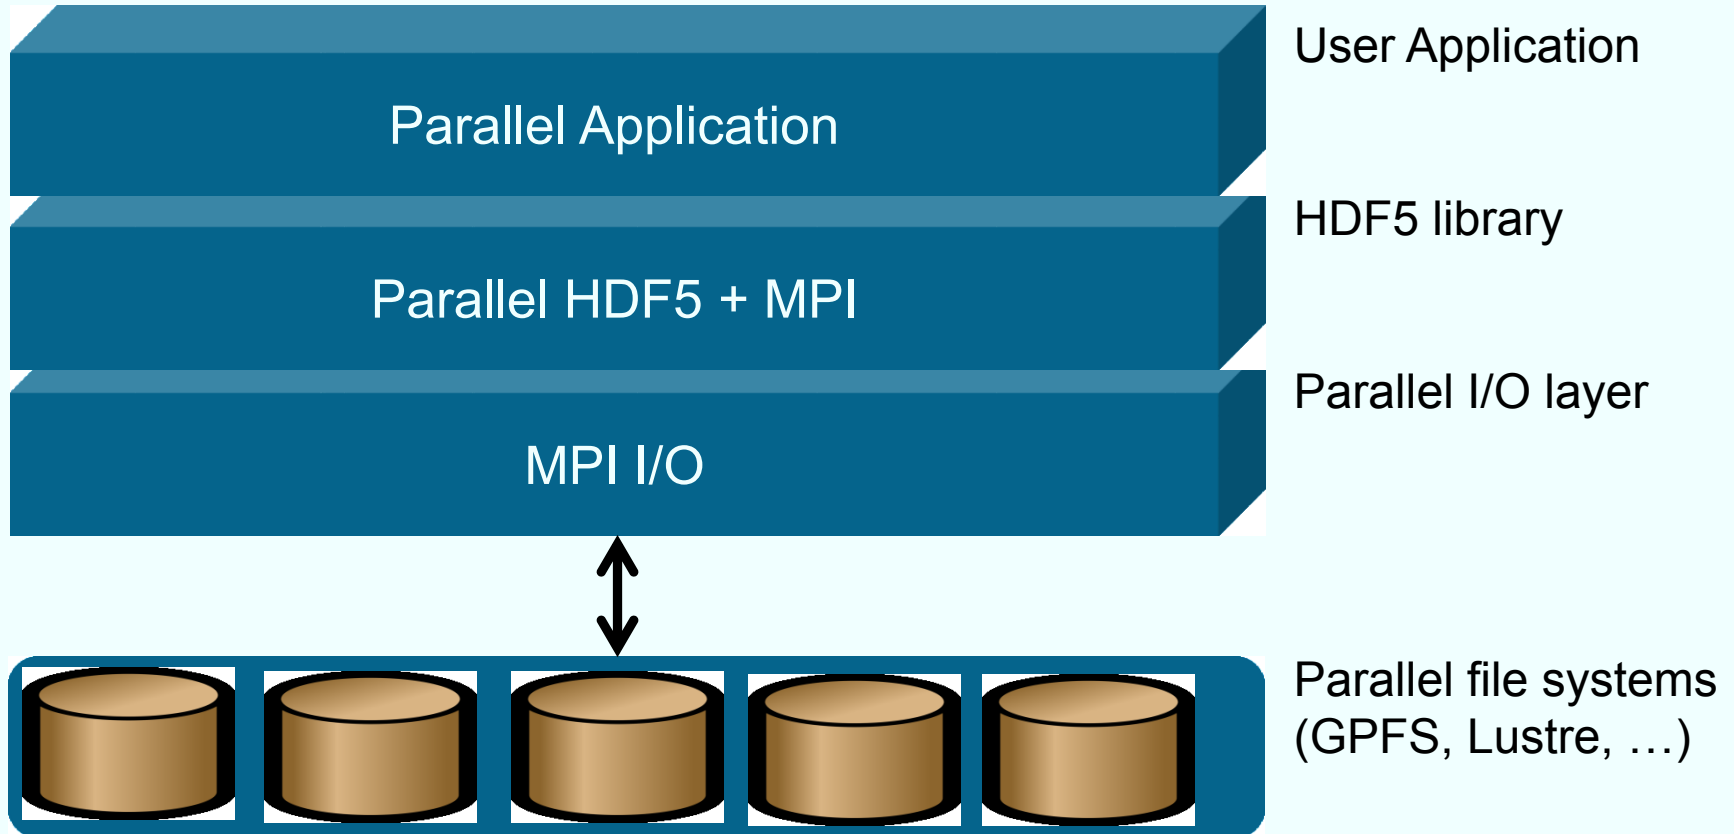 User Application
Parallel Application
HDF5 library
Parallel HDF5 + MPI
Parallel I/O layer
MPI I/O
Parallel file systems
(GPFS, Lustre, …)